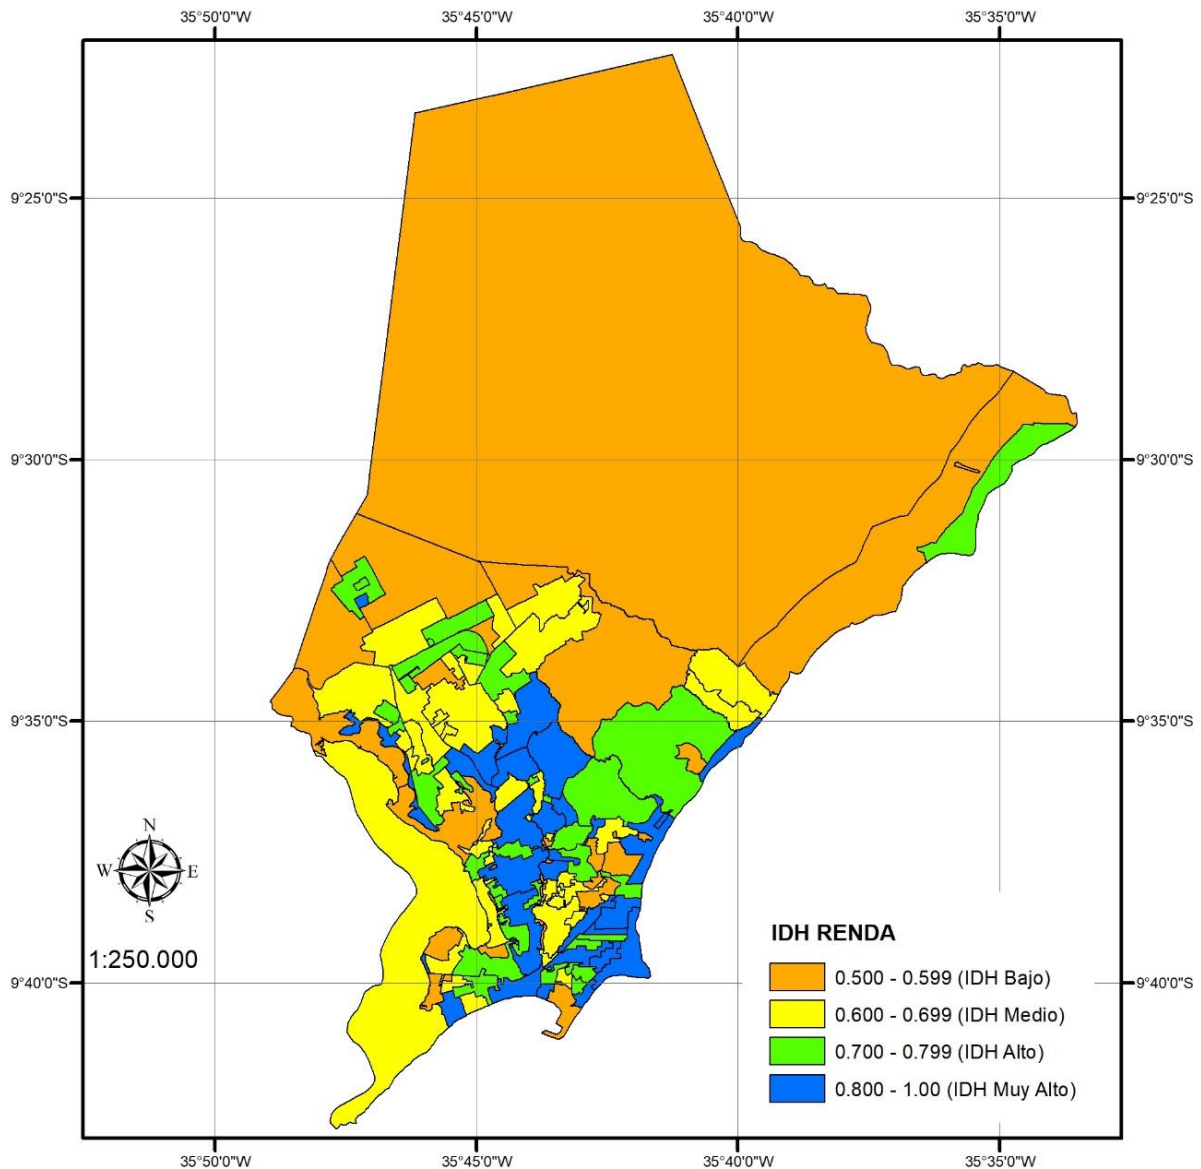 35°50'0"W 35°45'0"W 35°40'0"W 35°35'0"W
9°25'0"S 9°25'0"S
9°30'0"S 9°30'0"S
9°35'0"S 9°35'0"S
N
W E
S
1:250.000
IDH RENDA
0.500 - 0.599 (IDH Bajo)
9°40'0"S 9°40'0"S
0.600 - 0.699 (IDH Medio)
0.700 - 0.799 (IDH Alto)
0.800 - 1.00 (IDH Muy Alto)
35°50'0"W 35°45'0"W 35°40'0"W 35°35'0"W